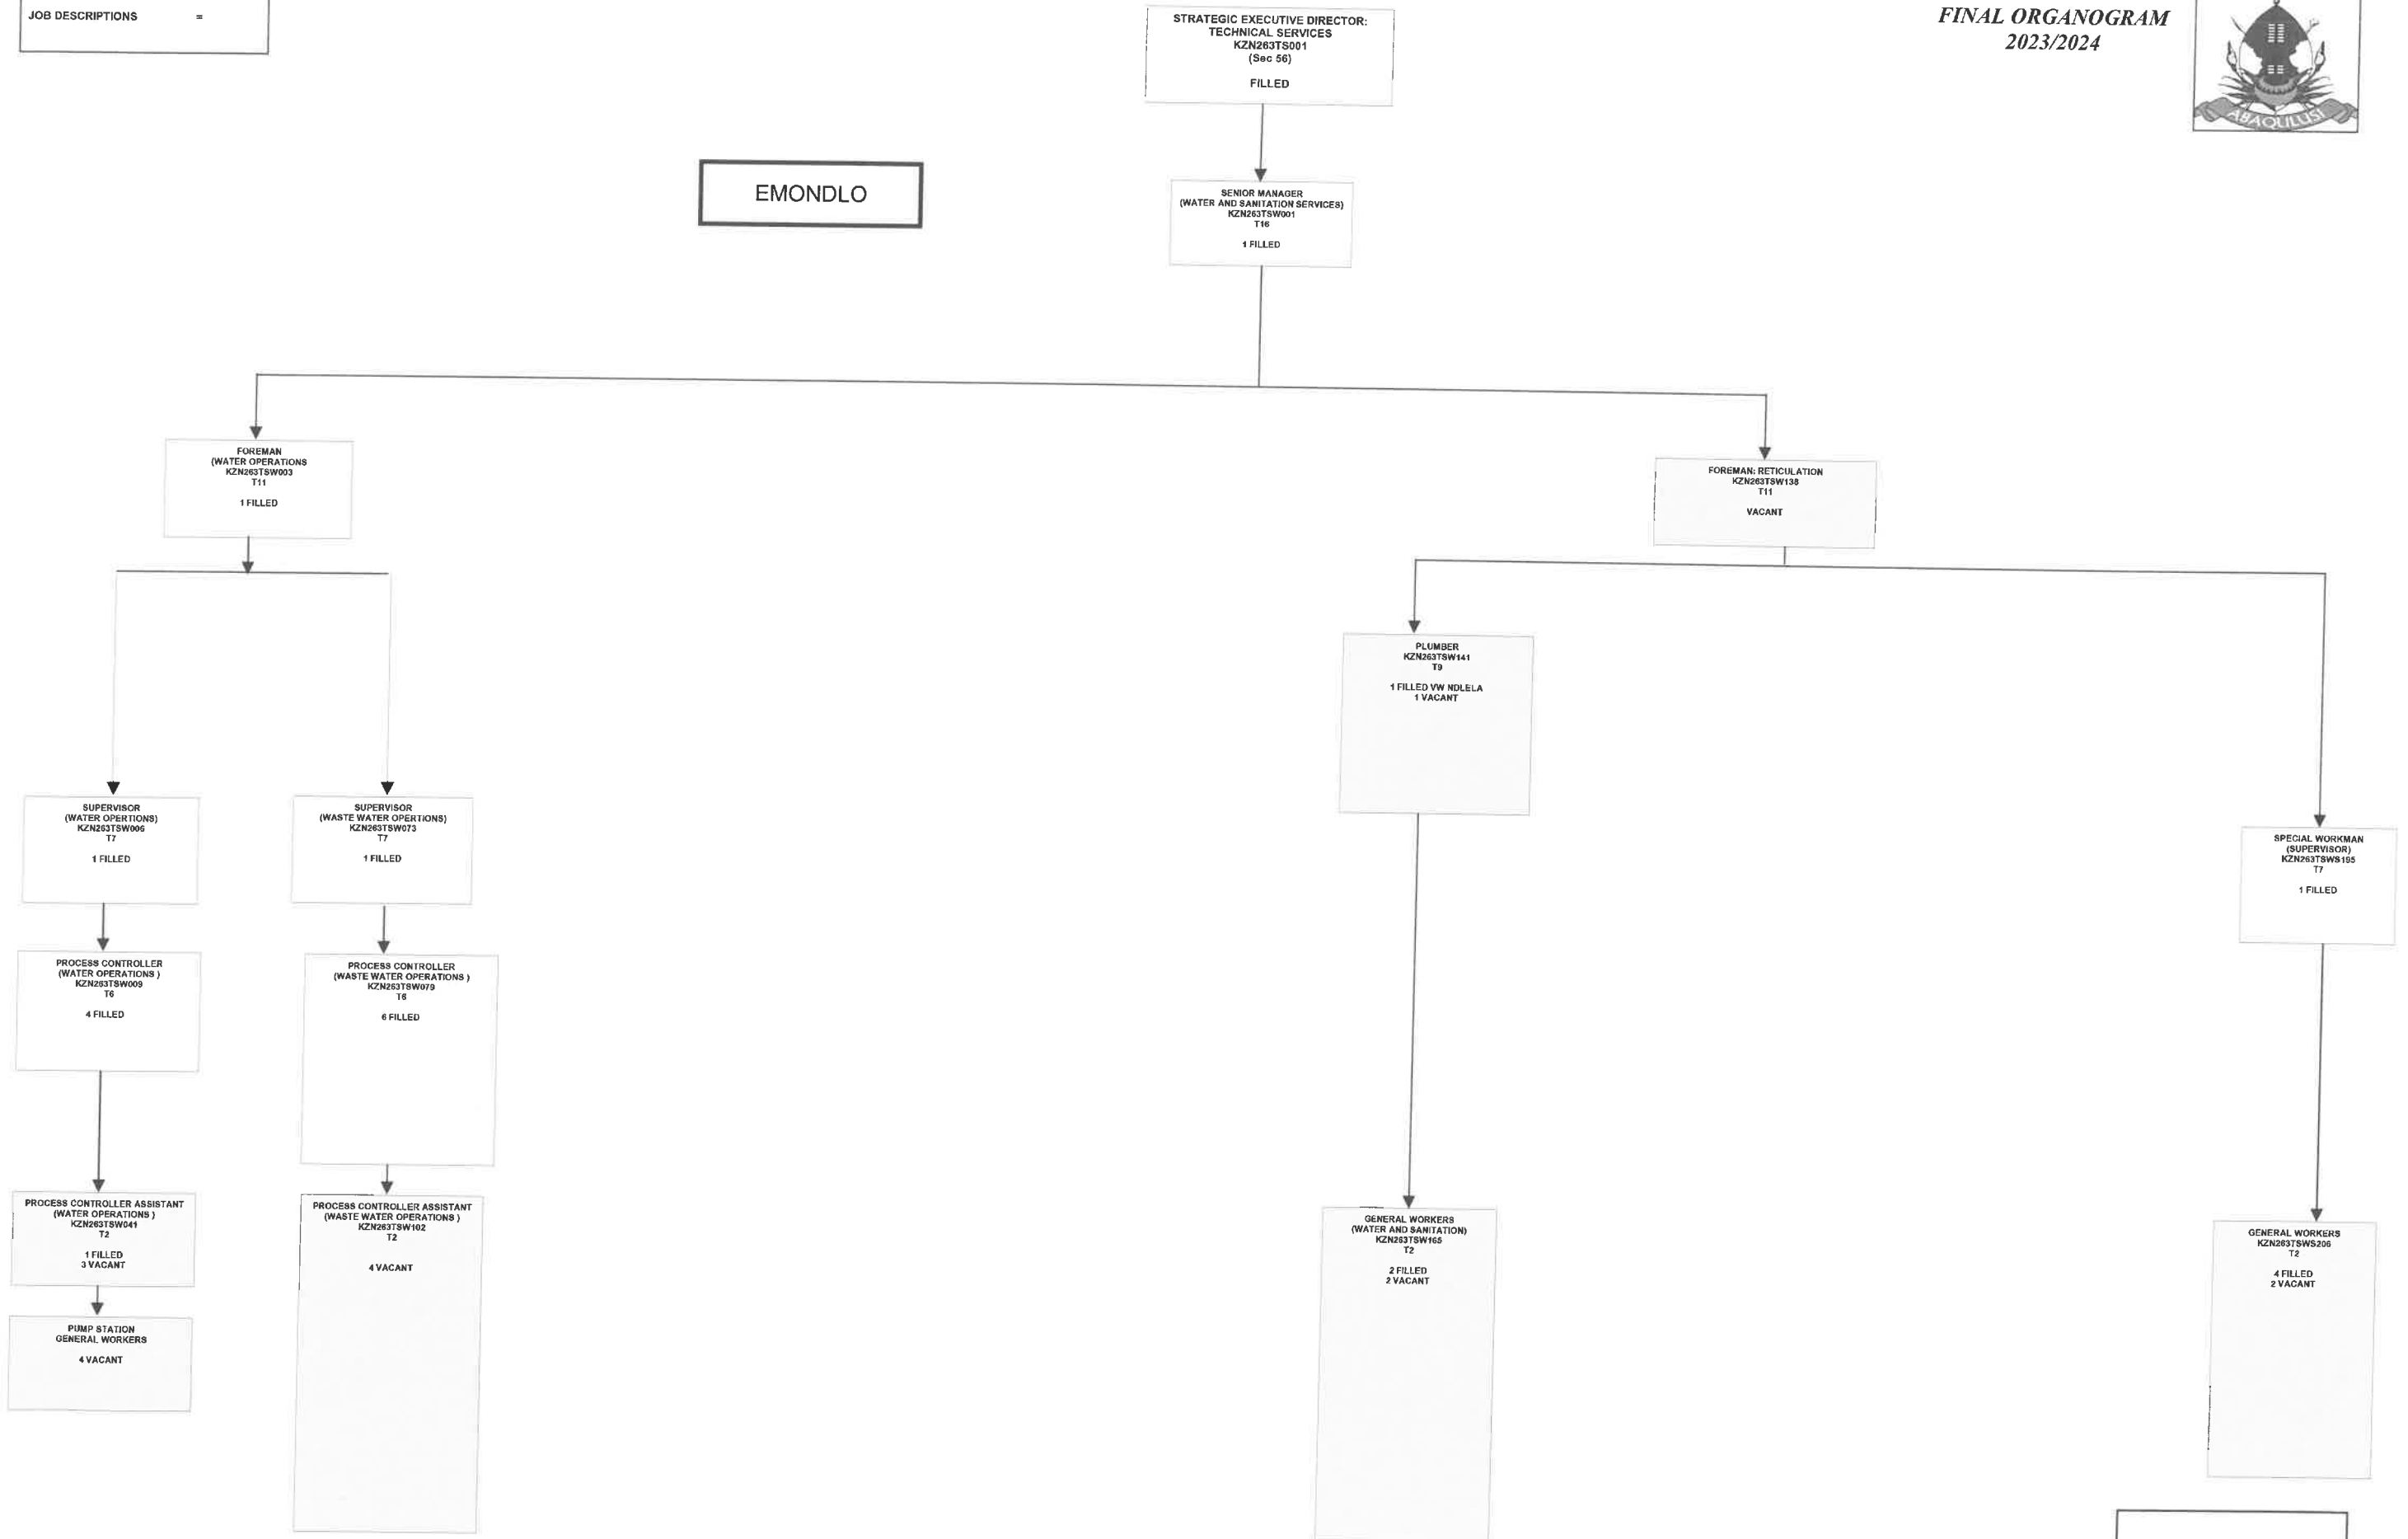 JOB DESCRIPTIONS =
STRATEGIC EXECUTIVE DIRECTOR:
TECHNICAL SERVICES
KZN263TS001
(Sec 56)
FILLED
FINAL ORGANOGRAM
2023/2024
ABAQULUSI
EMONDLO
SENIOR MANAGER
(WATER AND SANITATION SERVICES)
KZN263TSW001
T16
1 FILLED
FOREMAN
(WATER OPERATIONS
KZN263TSW003
T11
1 FILLED
FOREMAN: RETICULATION
KZN263TSW138
T11
VACANT
PLUMBER
KZN263TSW141
T9
1 FILLED VW NDLELA
1 VACANT
SUPERVISOR
(WATER OPERTIONS)
KZN263TSW006
T7
1 FILLED
SUPERVISOR
(WASTE WATER OPERTIONS)
KZN263TSW073
T7
1 FILLED
SPECIAL WORKMAN
(SUPERVISOR)
KZN263TSWS195
T7
1 FILLED
PROCESS CONTROLLER
(WATER OPERATIONS )
KZN263TSW009
T6
4 FILLED
PROCESS CONTROLLER
(WASTE WATER OPERATIONS )
KZN263TSW079
T6
6 FILLED
PROCESS CONTROLLER ASSISTANT
(WATER OPERATIONS )
KZN263TSW041
T2
1 FILLED
3 VACANT
PROCESS CONTROLLER ASSISTANT
(WASTE WATER OPERATIONS )
KZN263TSW102
T2
4 VACANT
GENERAL WORKERS
(WATER AND SANITATION)
KZN263TSW165
T2
2 FILLED
2 VACANT
GENERAL WORKERS
KZN263TSWS206
T2
4 FILLED
2 VACANT
PUMP STATION
GENERAL WORKERS
4 VACANT